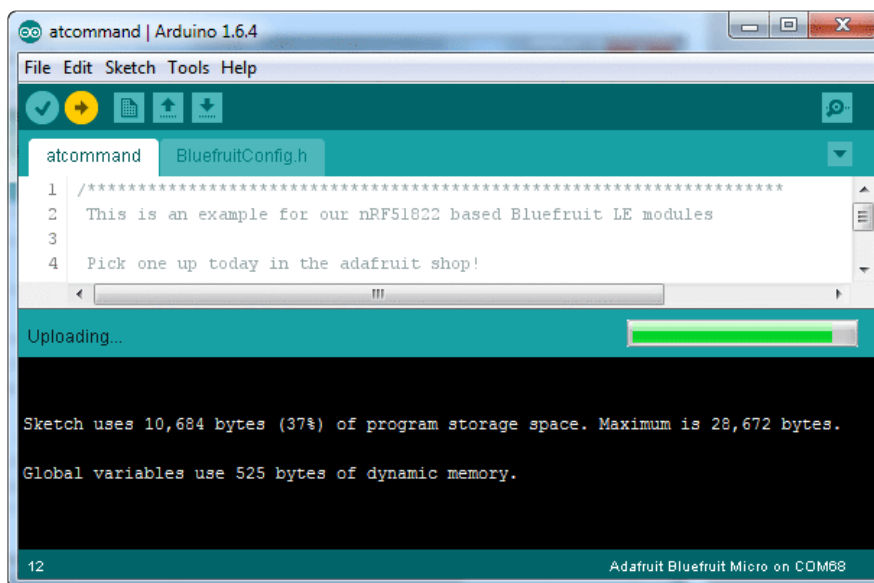 atcommand | Arduino 1.6.4
File Edit Sketch Tools Help
atcommand BluefruitConfig.h
1 /*********************************************************************
2 This is an example for our nRF51822 based Bluefruit LE modules
3
4 Pick one up today in the adafruit shop!
Uploading...
Sketch uses 10,684 bytes (37%) of program storage space. Maximum is 28,672 bytes.
Global variables use 525 bytes of dynamic memory.
12 Adafruit Bluefruit Micro on COM68